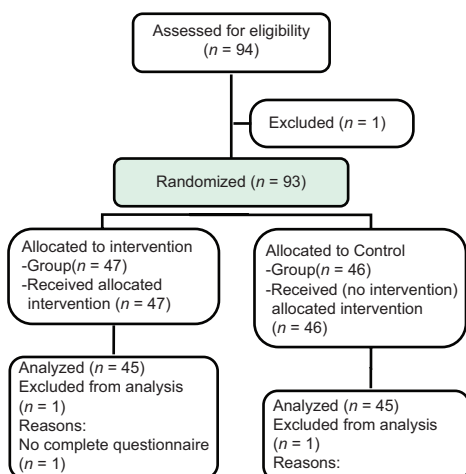 Assessed for eligibility
(n = 94)
Excluded (n = 1)
Randomized (n = 93)
Allocated to intervention
-Group(n = 47)
-Received allocated
intervention (n = 47)
Allocated to Control
-Group(n = 46)
-Received (no intervention)
allocated intervention
(n = 46)
Analyzed (n = 45)
Excluded from analysis
(n = 1)
Reasons:
No complete questionnaire
(n = 1)
Analyzed (n = 45)
Excluded from analysis
(n = 1)
Reasons: